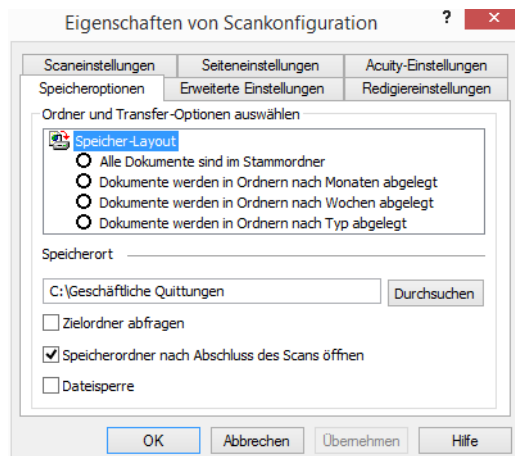 Eigenschaften von Scankonfiguration
?
×
Scaneinstellungen
Seiteneinstellungen
Acuity-Einstellungen
Speicheroptionen
Erweiterte Einstellungen
Redigiereinstellungen
Ordner und Transfer-Optionen auswählen
Speicher-Layout
Alle Dokumente sind im Stammordner
Dokumente werden in Ordnern nach Monaten abgelegt
Dokumente werden in Ordnern nach Wochen abgelegt
Dokumente werden in Ordnern nach Typ abgelegt
Speicherort
C:\Geschäftliche Quittungen
Durchsuchen
Zielordner abfragen
Speicherordner nach Abschluss des Scans öffnen
Dateisperre
OK
Abbrechen
Übernehmen
Hilfe